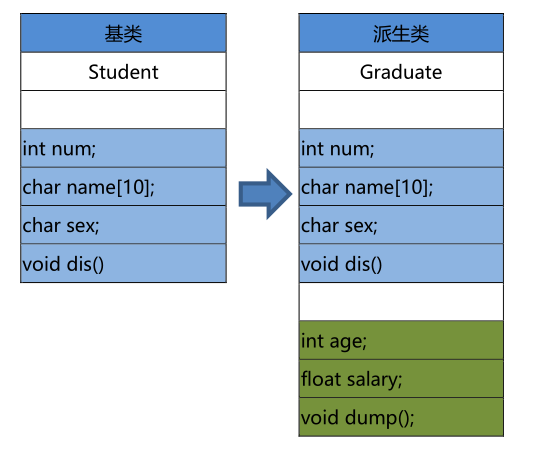 基类
Student
int num;
char name[10];
char sex;
void dis()
派生类
Graduate
int num;
char name[10];
char sex;
void dis()
int age;
float salary;
void dump();